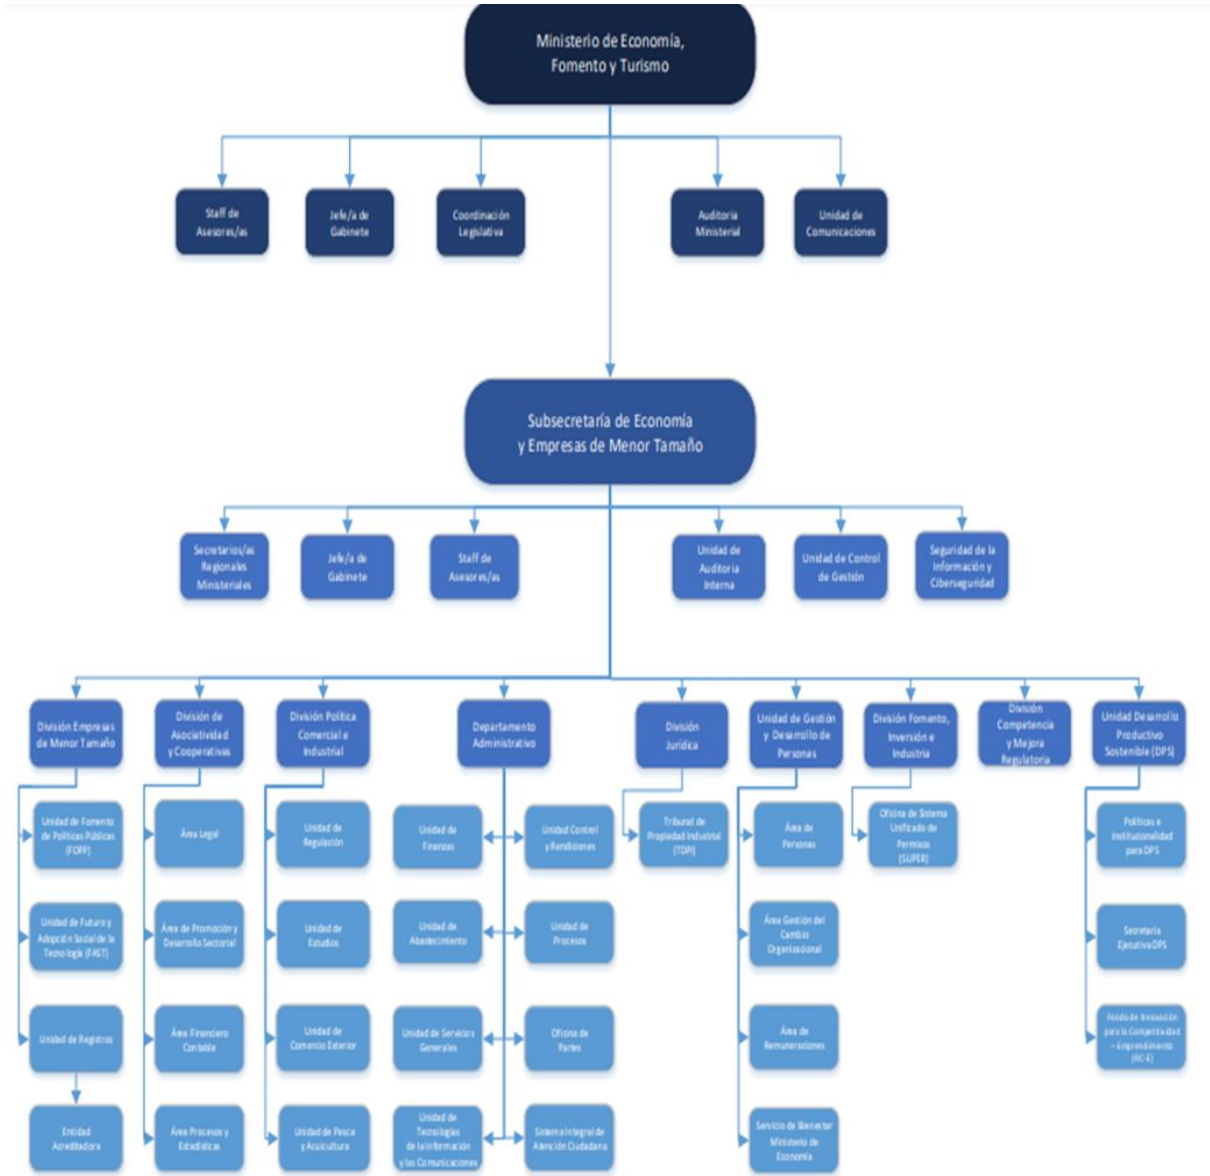 Ministerio de Economía,
Fomento y Turismo
Staff de
Asesores/as
Jefe/a de
Gabinete
Coordinación
Legislativa
Auditoria
Ministerial
Unidad de
Comunicaciones
Subsecretaría de Economía
y Empresas de Menor Tamaño
Secretarios/as
Regionales
Ministeriales
Jefe/a de
Gabinete
Staff de
Asesores/as
Unidad de
Auditoria
Interna
Unidad de Control
de Gestión
Seguridad de la
Información y
Ciberseguridad
División Empresas
de Menor Tamaño
División de
Asociatividad
y Cooperativas
División Política
Comercial e
Industrial
Departamento
Administrativo
División
Jurídica
Unidad de Gestión
y Desarrollo de
Personas
División Fomento,
Inversión e
Industria
División
Competencia
y Mejora
Regulatoria
Unidad Desarrollo
Productivo
Sostenible (DPS)
Unidad de Fomento
de Políticas Públicas
(FOPP)
Área Legal
Unidad de
Regulación
Unidad de
Finanzas
Unidad Control
y Rendiciones
Tribunal de
Propiedad Industrial
(TDPI)
Área de
Personas
Oficina de Sistema
Unificado de
Permisos
(SUPER)
Políticas e
institucionalidad
para DPS
Unidad de Futuro y
Adopción Social de la
Tecnología (FAST)
Área de Promoción y
Desarrollo Sectorial
Unidad de
Estudios
Unidad de
Abastecimiento
Unidad de
Procesos
Área Gestión del
Cambio
Organizacional
Secretaría
Ejecutiva DPS
Unidad de Registros
Área Financiero
Contable
Unidad de
Comercio Exterior
Unidad de Servicios
Generales
Oficina de
Partes
Área de
Remuneraciones
Fondo de Innovación
para la Competitividad
– Emprendimiento
(FIC-E)
Entidad
Acreditadora
Área Procesos y
Estadísticas
Unidad de Pesca
y Acuicultura
Unidad de
Tecnologías
de la Información
y las Comunicaciones
Sistema Integral de
Atención Ciudadana
Servicio de Bienestar
Ministerio de
Economía